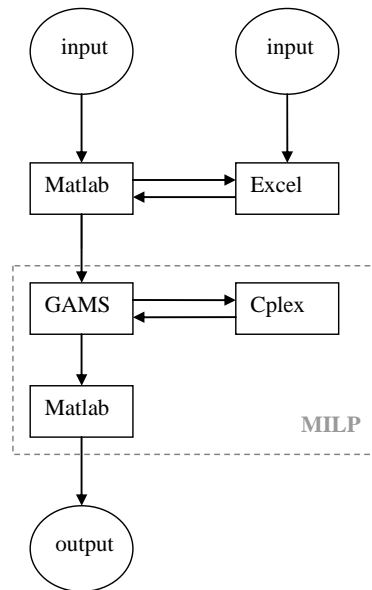 input
input
Matlab
Excel
GAMS
Cplex
Matlab
MILP
output